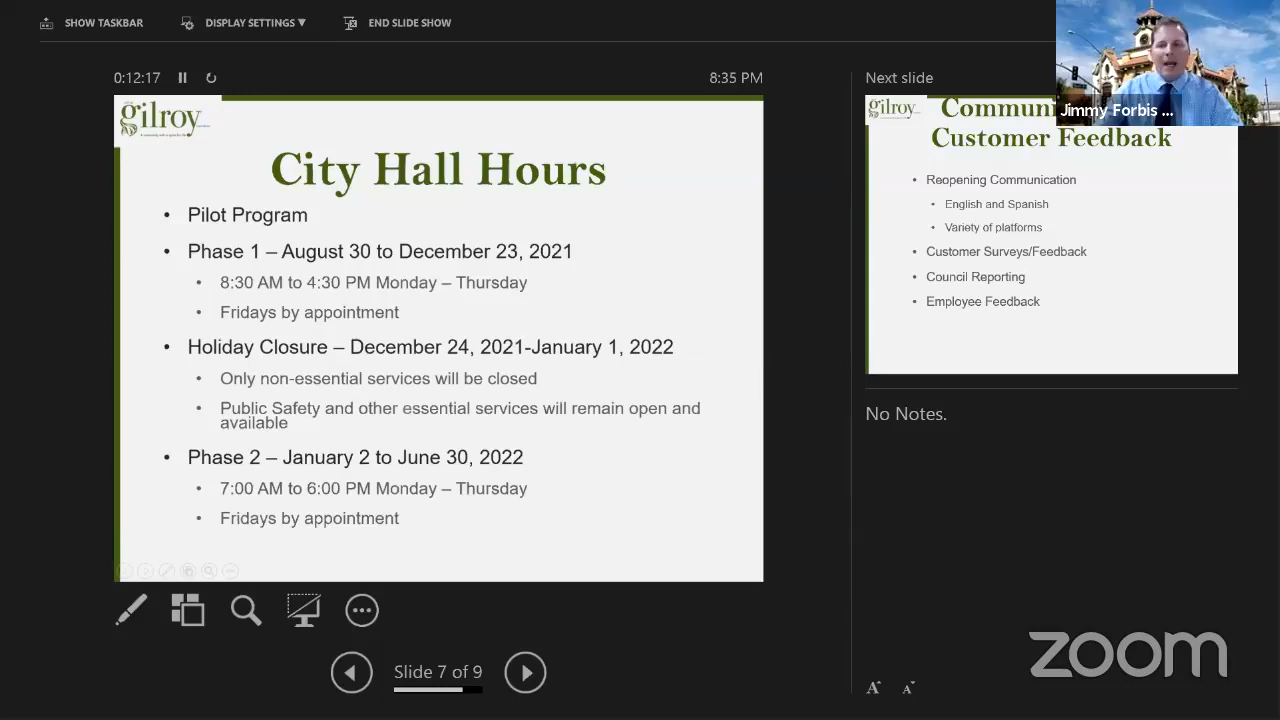 SHOW TASKBAR
DISPLAY SETTINGS ▼
END SLIDE SHOW
0:12:17
8:35 PM
gilroy
City Hall Hours
• Pilot Program
• Phase 1 – August 30 to December 23, 2021
• 8:30 AM to 4:30 PM Monday – Thursday
• Fridays by appointment
• Holiday Closure – December 24, 2021-January 1, 2022
• Only non-essential services will be closed
• Public Safety and other essential services will remain open and
available
• Phase 2 – January 2 to June 30, 2022
• 7:00 AM to 6:00 PM Monday – Thursday
• Fridays by appointment
Slide 7 of 9
Next slide
Jimmy Forbis ...
gilroy
Communi
Customer Feedback
• Reopening Communication
• English and Spanish
• Variety of platforms
• Customer Surveys/Feedback
• Council Reporting
• Employee Feedback
No Notes.
A A
zoom